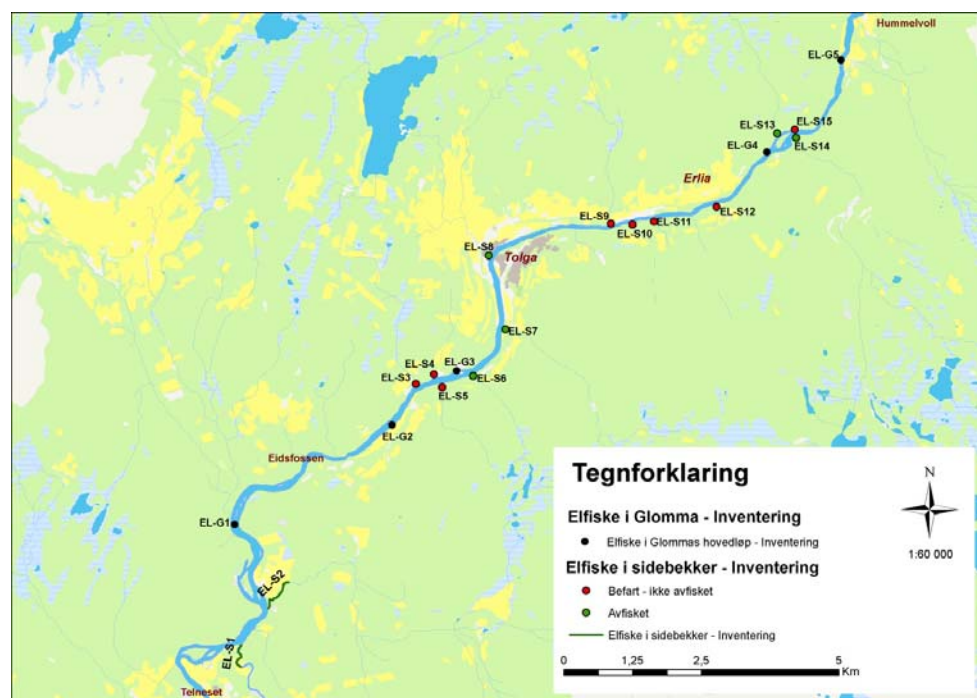 Hummelvoll
EL-G5
EL-S15
EL-S13
EL-S14
EL-G4
Erlia
EL-S12
EL-S9
EL-S11
EL-S10
EL-S8
Tolga
EL-S7
EL-S4
EL-G3
EL-S3
EL-S6
EL-S5
EL-G2
Eidsfossen
EL-G1
EL-S2
EL-S1
Telneset
Tegnforklaring
N
Elfiske i Glomma - Inventering
Elfiske i Glommas hovedløp - Inventering
1:60 000
Elfiske i sidebekker - Inventering
Befart - ikke avfisket
Avfisket
Elfiske i sidebekker - Inventering
0 1,25 2,5 5
Km